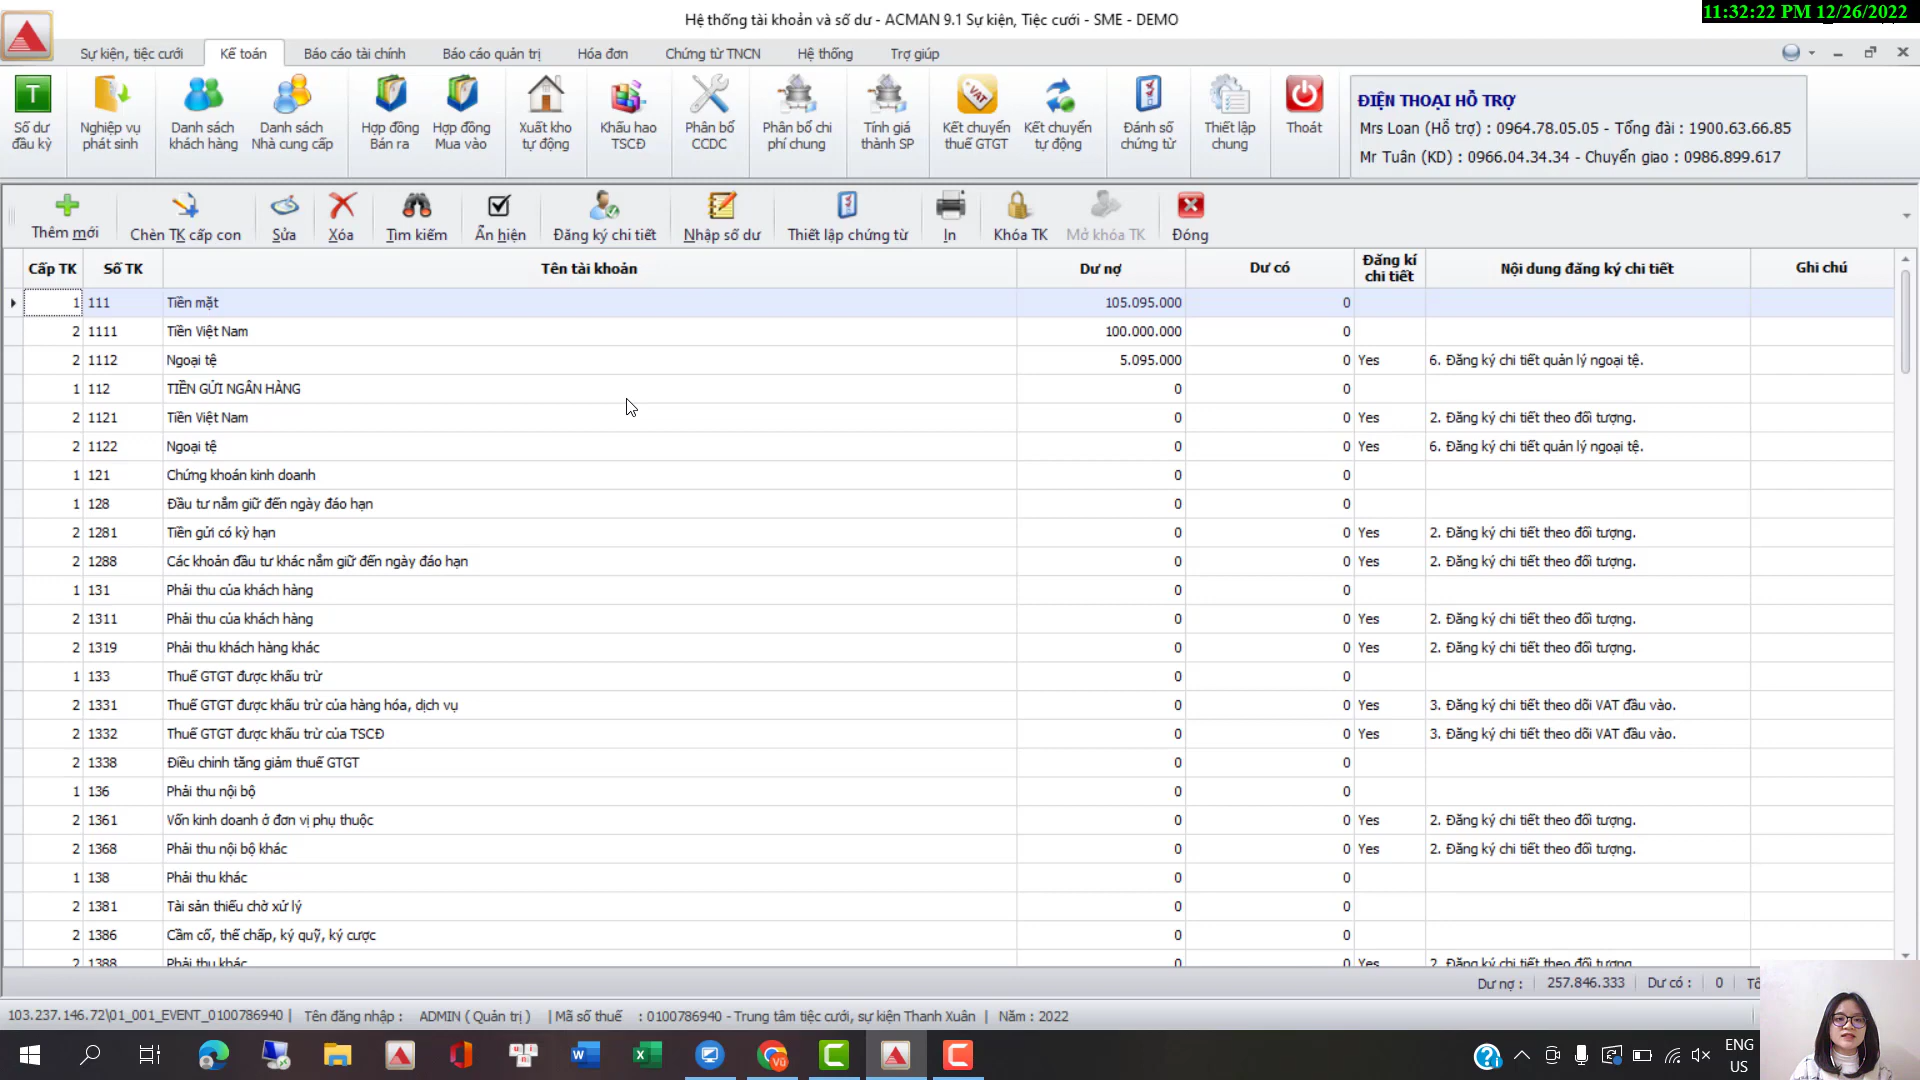 Hệ thống tài khoản và số dư - ACMAN 9.1 Sự kiện, Tiệc cưới - SME - DEMO
11:32:22 PM 12/26/2022
Sự kiện, tiệc cưới
Kế toán
Báo cáo tài chính
Báo cáo quản trị
Hóa đơn
Chứng từ TNCN
Hệ thống
Trợ giúp
T
Số dư
đầu kỳ
Nghiệp vụ
phát sinh
Danh sách
khách hàng
Danh sách
Nhà cung cấp
Hợp đồng
Bán ra
Hợp đồng
Mua vào
Xuất kho
tự động
Khấu hao
TSCĐ
Phân bổ
CCDC
Phân bổ chi
phí chung
Tính giá
thành SP
VAT
Kết chuyển
thuế GTGT
Kết chuyển
tự động
Đánh số
chứng từ
Thiết lập
chung
Thoát
ĐIỆN THOẠI HỖ TRỢ
Mrs Loan (Hỗ trợ) : 0964.78.05.05 - Tổng đài : 1900.63.66.85
Mr Tuân (KD) : 0966.04.34.34 - Chuyển giao : 0986.899.617
Thêm mới
Chèn TK cấp con
Sửa
Xóa
Tìm kiếm
Ẩn hiện
Đăng ký chi tiết
Nhập số dư
Thiết lập chứng từ
In
Khóa TK
Mở khóa TK
Đóng
Cấp TK Số TK Tên tài khoản Dư nợ Dư có Đăng kí chi tiết Nội dung đăng ký chi tiết Ghi chú
1 111 Tiền mặt 105.095.000 0
2 1111 Tiền Việt Nam 100.000.000 0
2 1112 Ngoại tệ 5.095.000 0 Yes 6. Đăng ký chi tiết quản lý ngoại tệ.
1 112 TIỀN GỬI NGÂN HÀNG 0 0
2 1121 Tiền Việt Nam 0 0 Yes 2. Đăng ký chi tiết theo đối tượng.
2 1122 Ngoại tệ 0 0 Yes 6. Đăng ký chi tiết quản lý ngoại tệ.
1 121 Chứng khoán kinh doanh 0 0
1 128 Đầu tư nắm giữ đến ngày đáo hạn 0 0
2 1281 Tiền gửi có kỳ hạn 0 0 Yes 2. Đăng ký chi tiết theo đối tượng.
2 1288 Các khoản đầu tư khác nắm giữ đến ngày đáo hạn 0 0 Yes 2. Đăng ký chi tiết theo đối tượng.
1 131 Phải thu của khách hàng 0 0
2 1311 Phải thu của khách hàng 0 0 Yes 2. Đăng ký chi tiết theo đối tượng.
2 1319 Phải thu khách hàng khác 0 0 Yes 2. Đăng ký chi tiết theo đối tượng.
1 133 Thuế GTGT được khấu trừ 0 0
2 1331 Thuế GTGT được khấu trừ của hàng hóa, dịch vụ 0 0 Yes 3. Đăng ký chi tiết theo dõi VAT đầu vào.
2 1332 Thuế GTGT được khấu trừ của TSCĐ 0 0 Yes 3. Đăng ký chi tiết theo dõi VAT đầu vào.
2 1338 Điều chỉnh tăng giảm thuế GTGT 0 0
1 136 Phải thu nội bộ 0 0
2 1361 Vốn kinh doanh ở đơn vị phụ thuộc 0 0 Yes 2. Đăng ký chi tiết theo đối tượng.
2 1368 Phải thu nội bộ khác 0 0 Yes 2. Đăng ký chi tiết theo đối tượng.
1 138 Phải thu khác 0 0
2 1381 Tài sản thiếu chờ xử lý 0 0
2 1386 Cầm cố, thế chấp, ký quỹ, ký cược 0 0
2 1388 Phải thu khác 0 0 Yes 2. Đăng ký chi tiết theo đối tượng.
Dư nợ : 257.846.333 Dư có : 0
103.237.146.72\01_001_EVENT_0100786940 | Tên đăng nhập : ADMIN ( Quản trị ) | Mã số thuế : 0100786940 - Trung tâm tiệc cưới, sự kiện Thanh Xuân | Năm : 2022
ENG
US